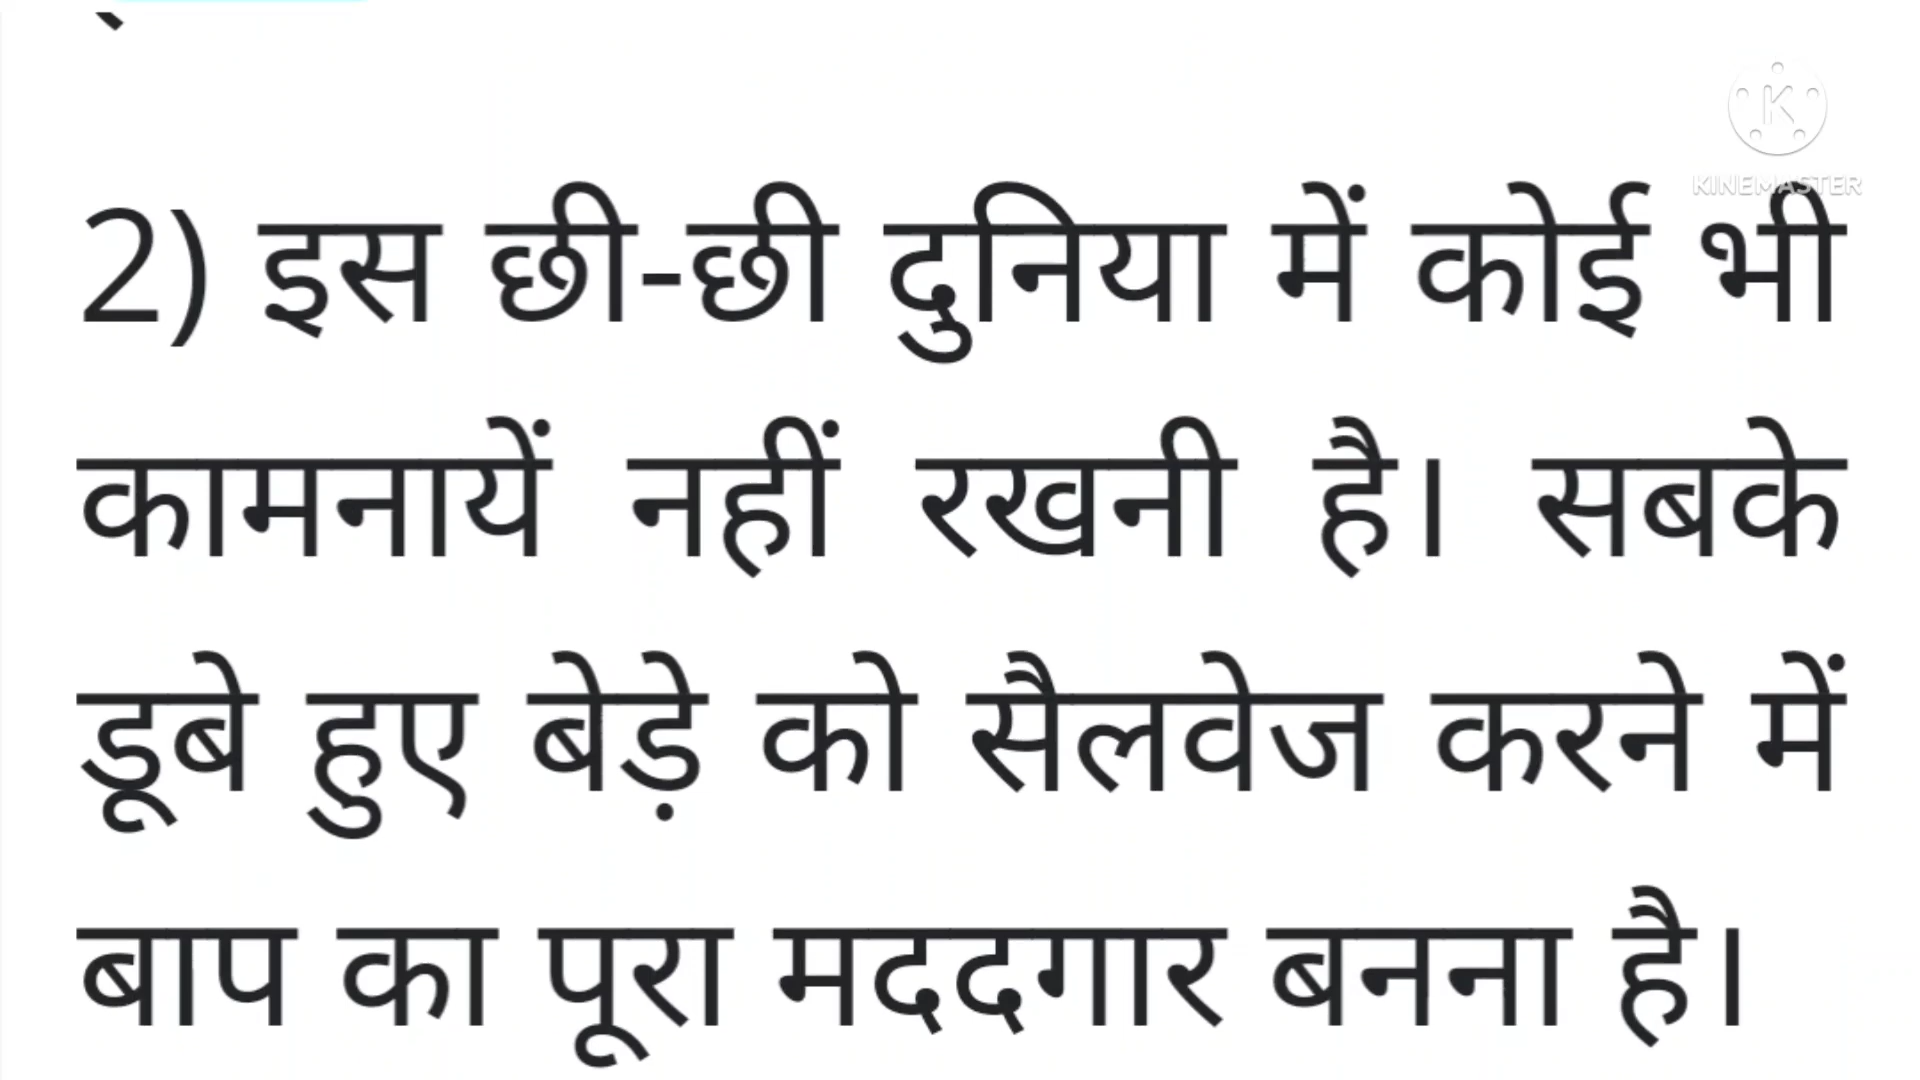 KINEMASTER
2) इस छी-छी दुनिया में कोई भी
कामनायें नहीं रखनी है। सबके
डूबे हुए बेड़े को सैलवेज करने में
बाप का पूरा मददगार बनना है।